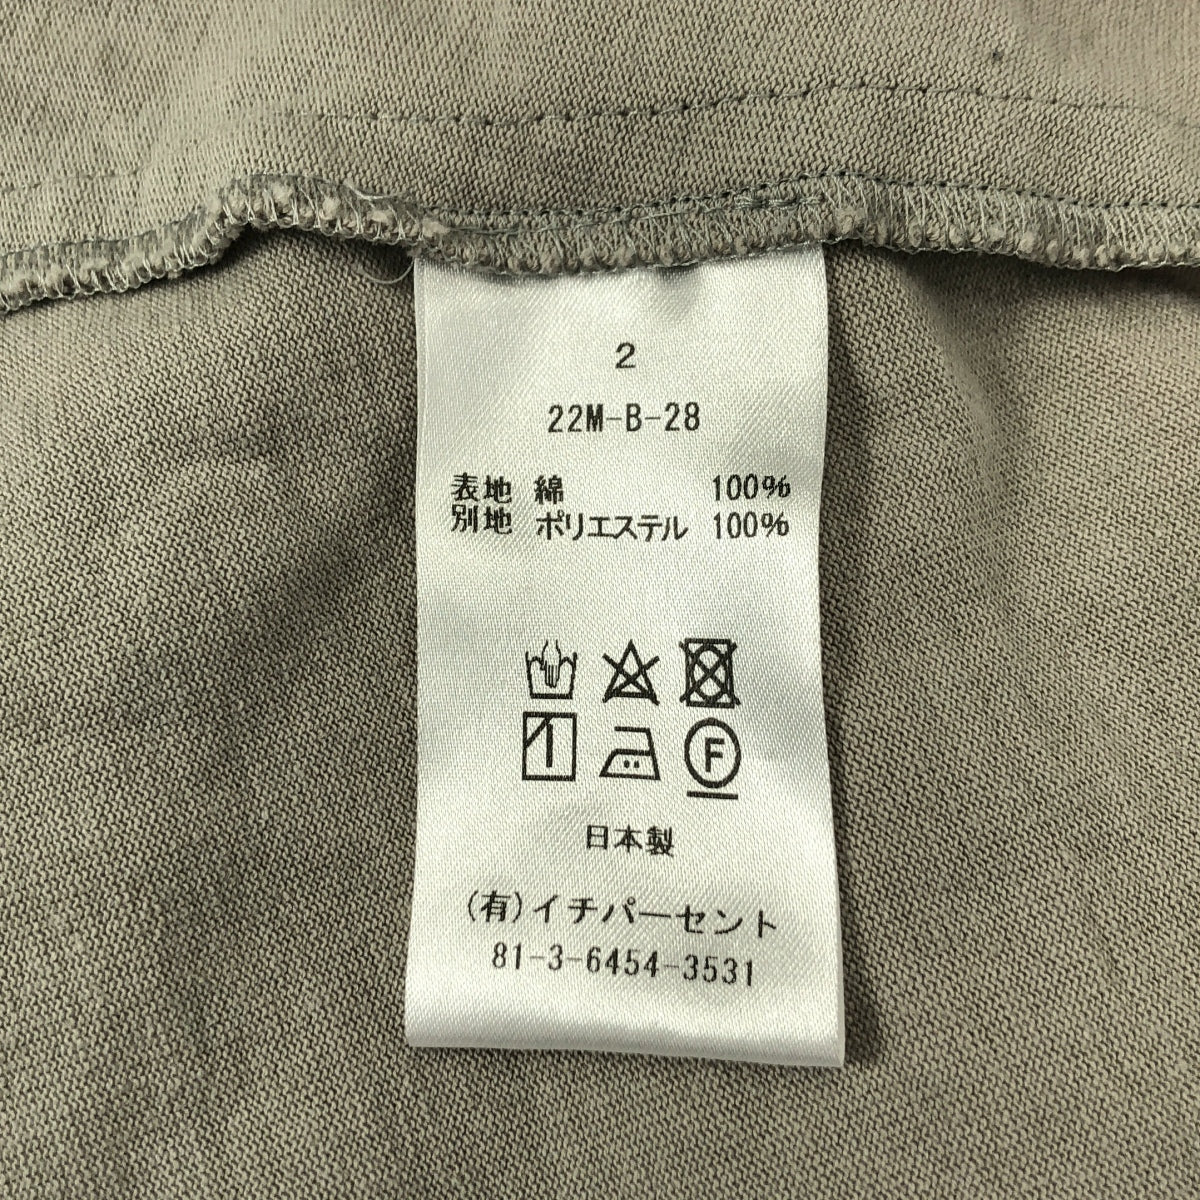 2
22M-B-28
表地 綿 100%
別地 ポリエステル 100%
F
日本製
(有)イチパーセント
81-3-6454-3531